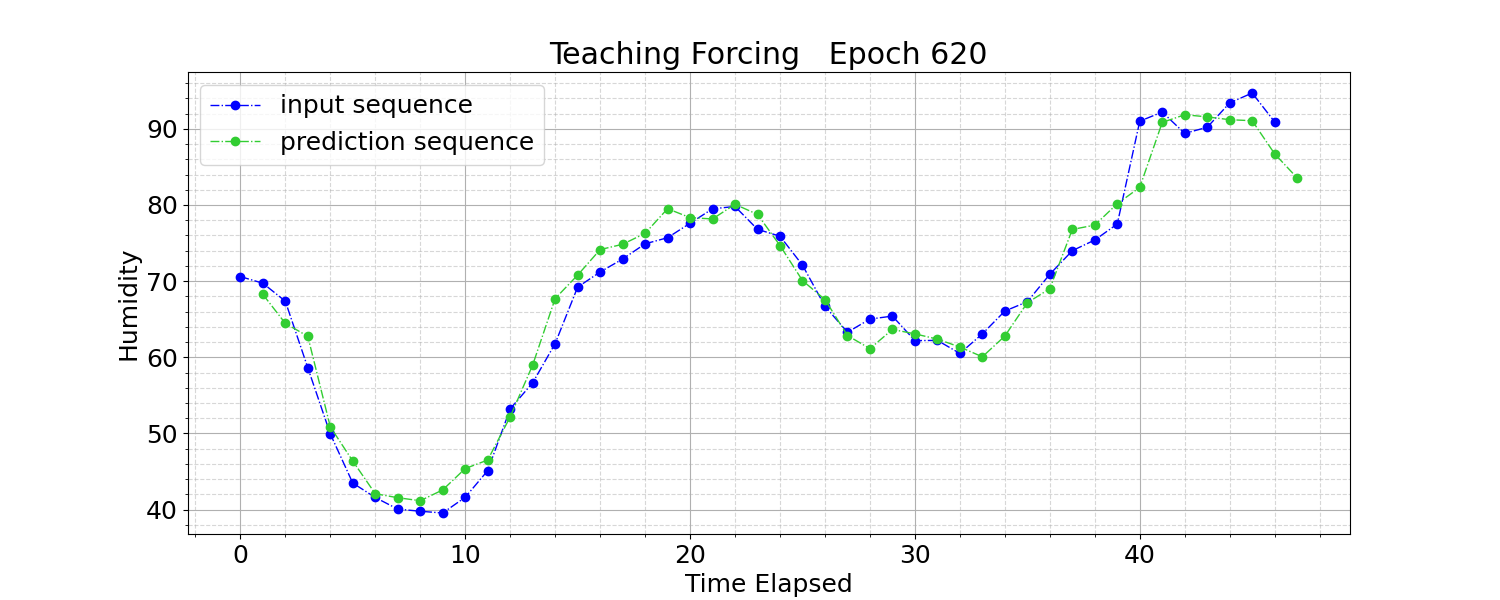 Teaching Forcing   Epoch 620
input sequence
prediction sequence
Humidity
90
80
70
60
50
40
0 10 20 30 40
Time Elapsed